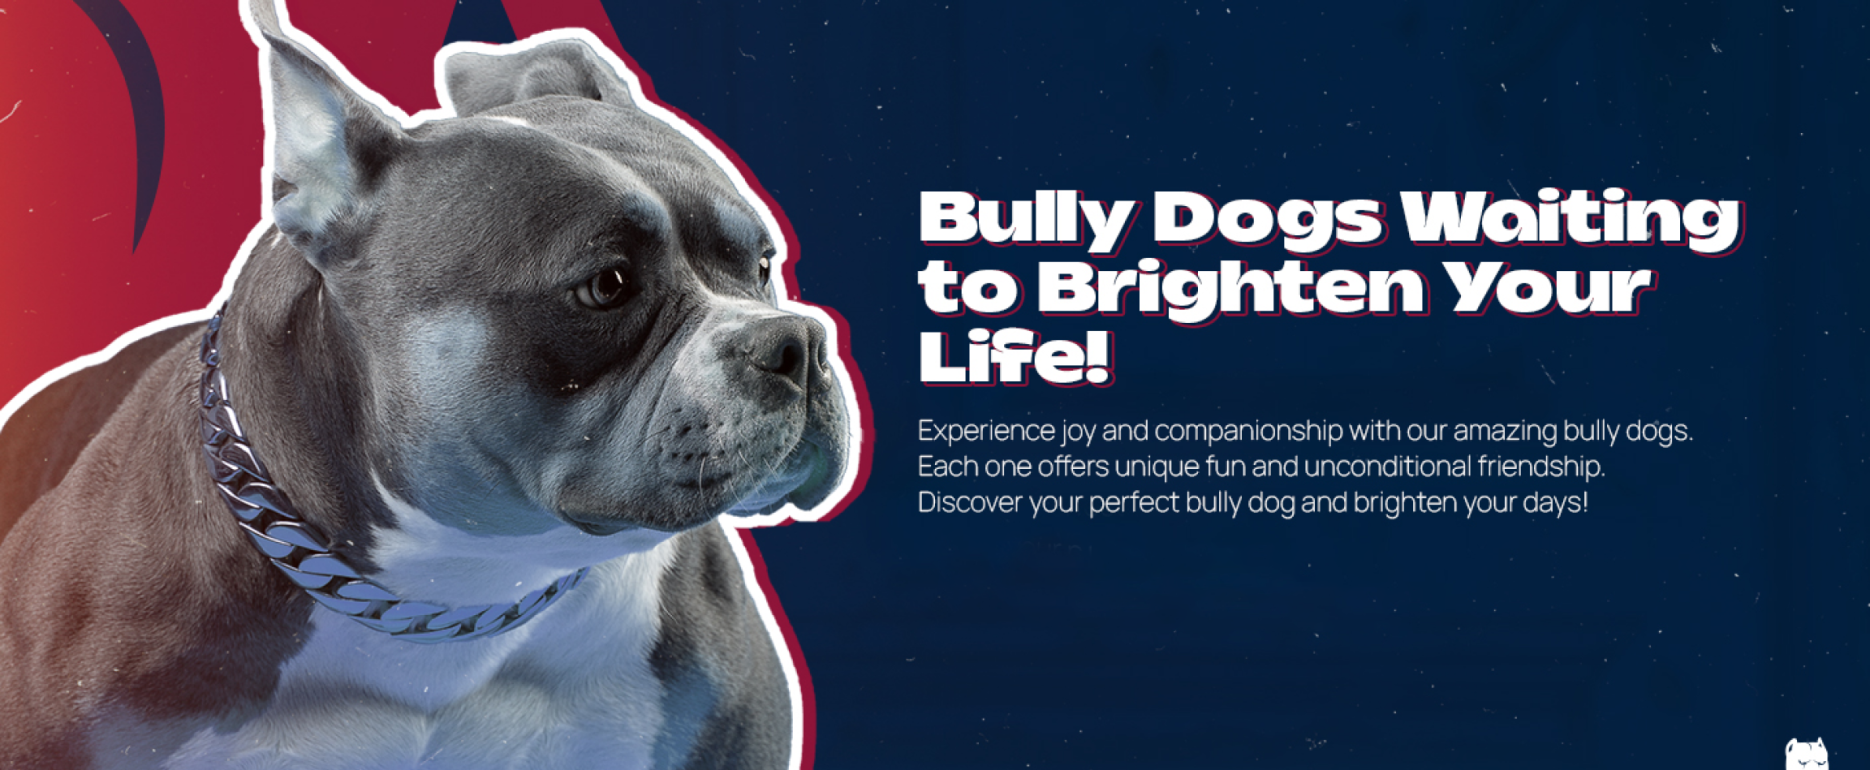 Bully Dogs Waiting
to Brighten Your
Life!
Experience joy and companionship with our amazing bully dogs.
Each one offers unique fun and unconditional friendship.
Discover your perfect bully dog and brighten your days!